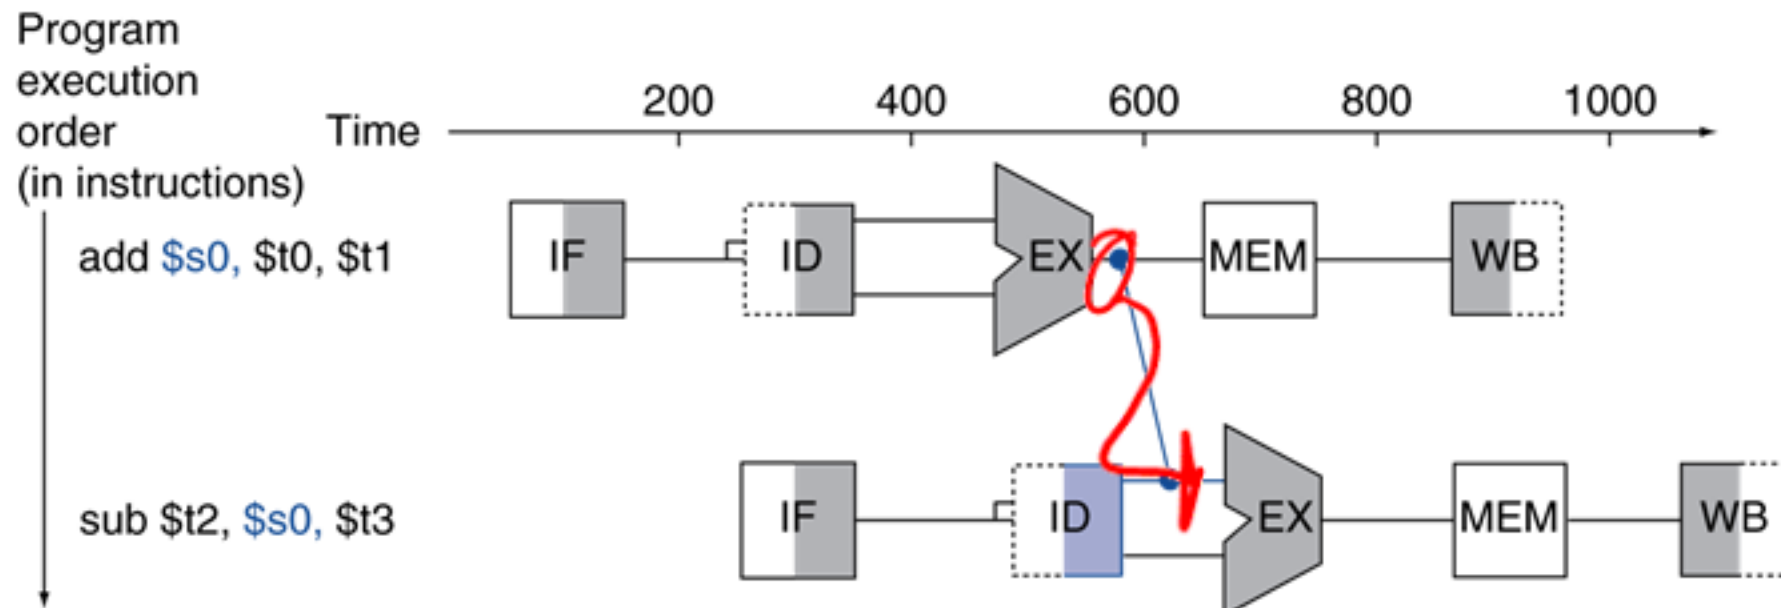 Program
execution
order
(in instructions)
Time
200 400 600 800 1000
add $s0, $t0, $t1
IF ID EX MEM WB
sub $t2, $s0, $t3
IF ID EX MEM WB